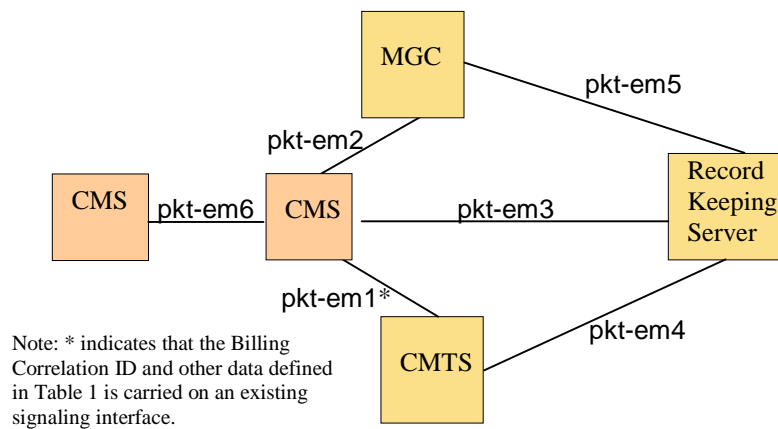 MGC
pkt-em5
pkt-em2
CMS
pkt-em6
CMS
pkt-em3
Record
Keeping
Server
pkt-em1*
pkt-em4
CMTS
Note: * indicates that the Billing
Correlation ID and other data defined
in Table 1 is carried on an existing
signaling interface.